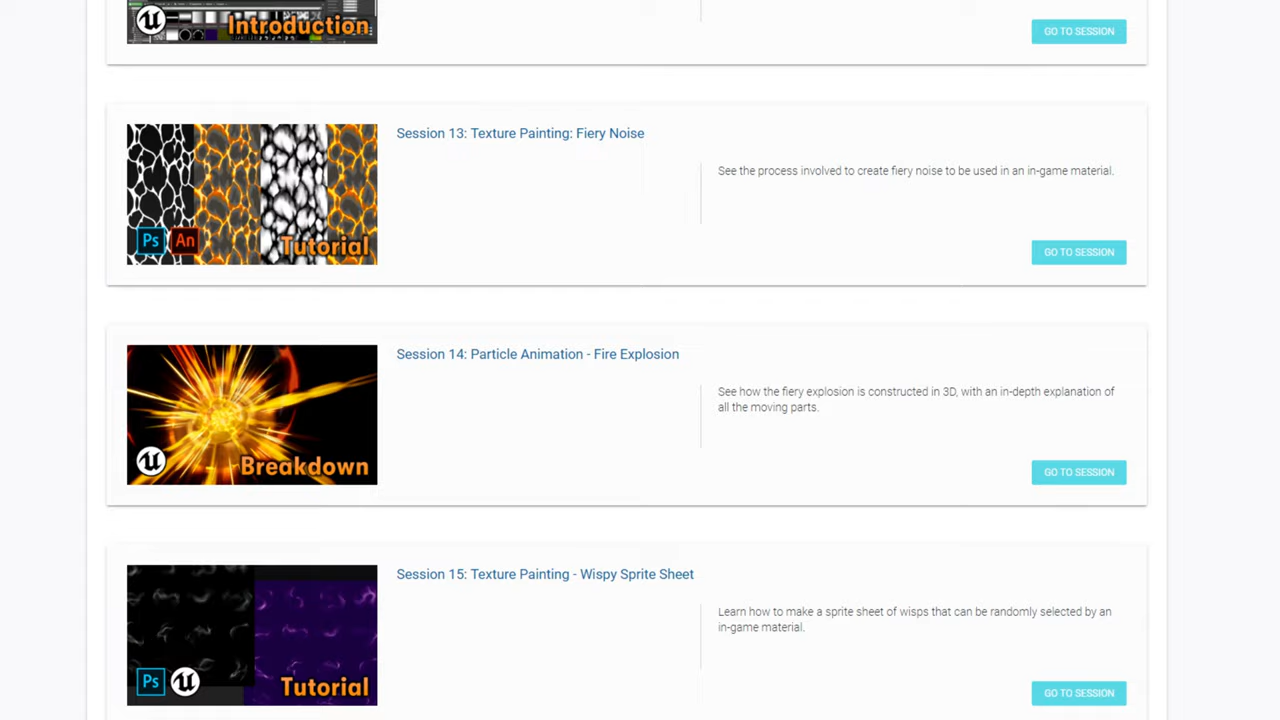 Introduction
GO TO SESSION
Session 13: Texture Painting: Fiery Noise
See the process involved to create fiery noise to be used in an in-game material.
Ps An
Tutorial
GO TO SESSION
Session 14: Particle Animation - Fire Explosion
See how the fiery explosion is constructed in 3D, with an in-depth explanation of
all the moving parts.
Breakdown
GO TO SESSION
Session 15: Texture Painting - Wispy Sprite Sheet
Learn how to make a sprite sheet of wisps that can be randomly selected by an
in-game material.
Ps
Tutorial
GO TO SESSION